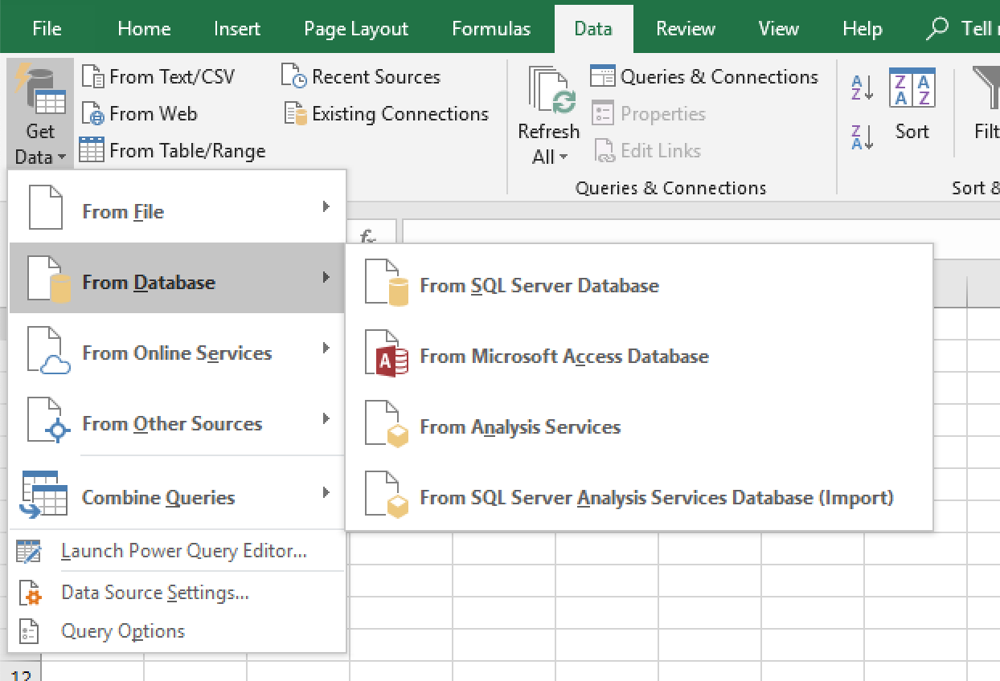 File Home Insert Page Layout Formulas Data Review View Help Tell
Get
Data
From Text/CSV
From Web
From Table/Range
Recent Sources
Existing Connections
Refresh
All
Queries & Connections
Properties
Edit Links
Queries & Connections
Sort
Filt
Sort &
fx
From File
From Database
From Online Services
From Other Sources
Combine Queries
Launch Power Query Editor...
Data Source Settings...
Query Options
From SQL Server Database
From Microsoft Access Database
From Analysis Services
From SQL Server Analysis Services Database (Import)
12